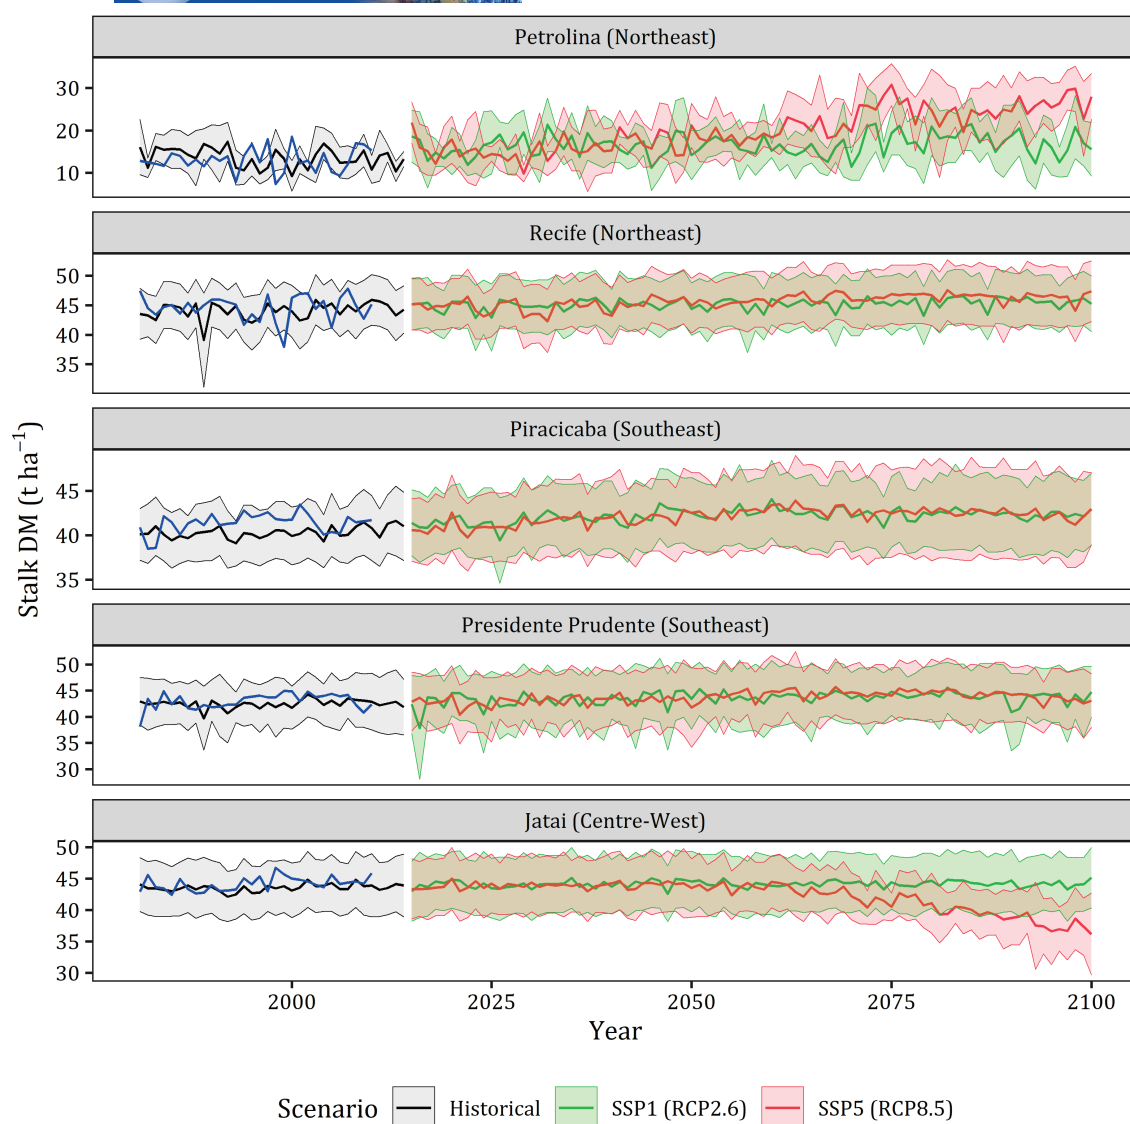 Petrolina (Northeast)
30
20
10
Recife (Northeast)
50
45
40
35
Piracicaba (Southeast)
45
40
35
Presidente Prudente (Southeast)
50
45
40
35
30
Jatai (Centre-West)
50
45
40
35
30
Stalk DM (t ha⁻¹)
2000 2025 2050 2075 2100
Year
Scenario Historical SSP1 (RCP2.6) SSP5 (RCP8.5)